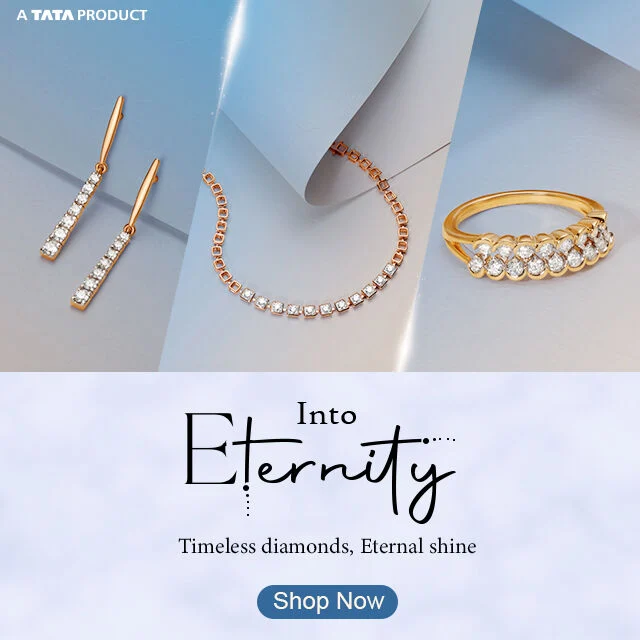 A TATA PRODUCT
Into
Eternity
Timeless diamonds, Eternal shine
Shop Now